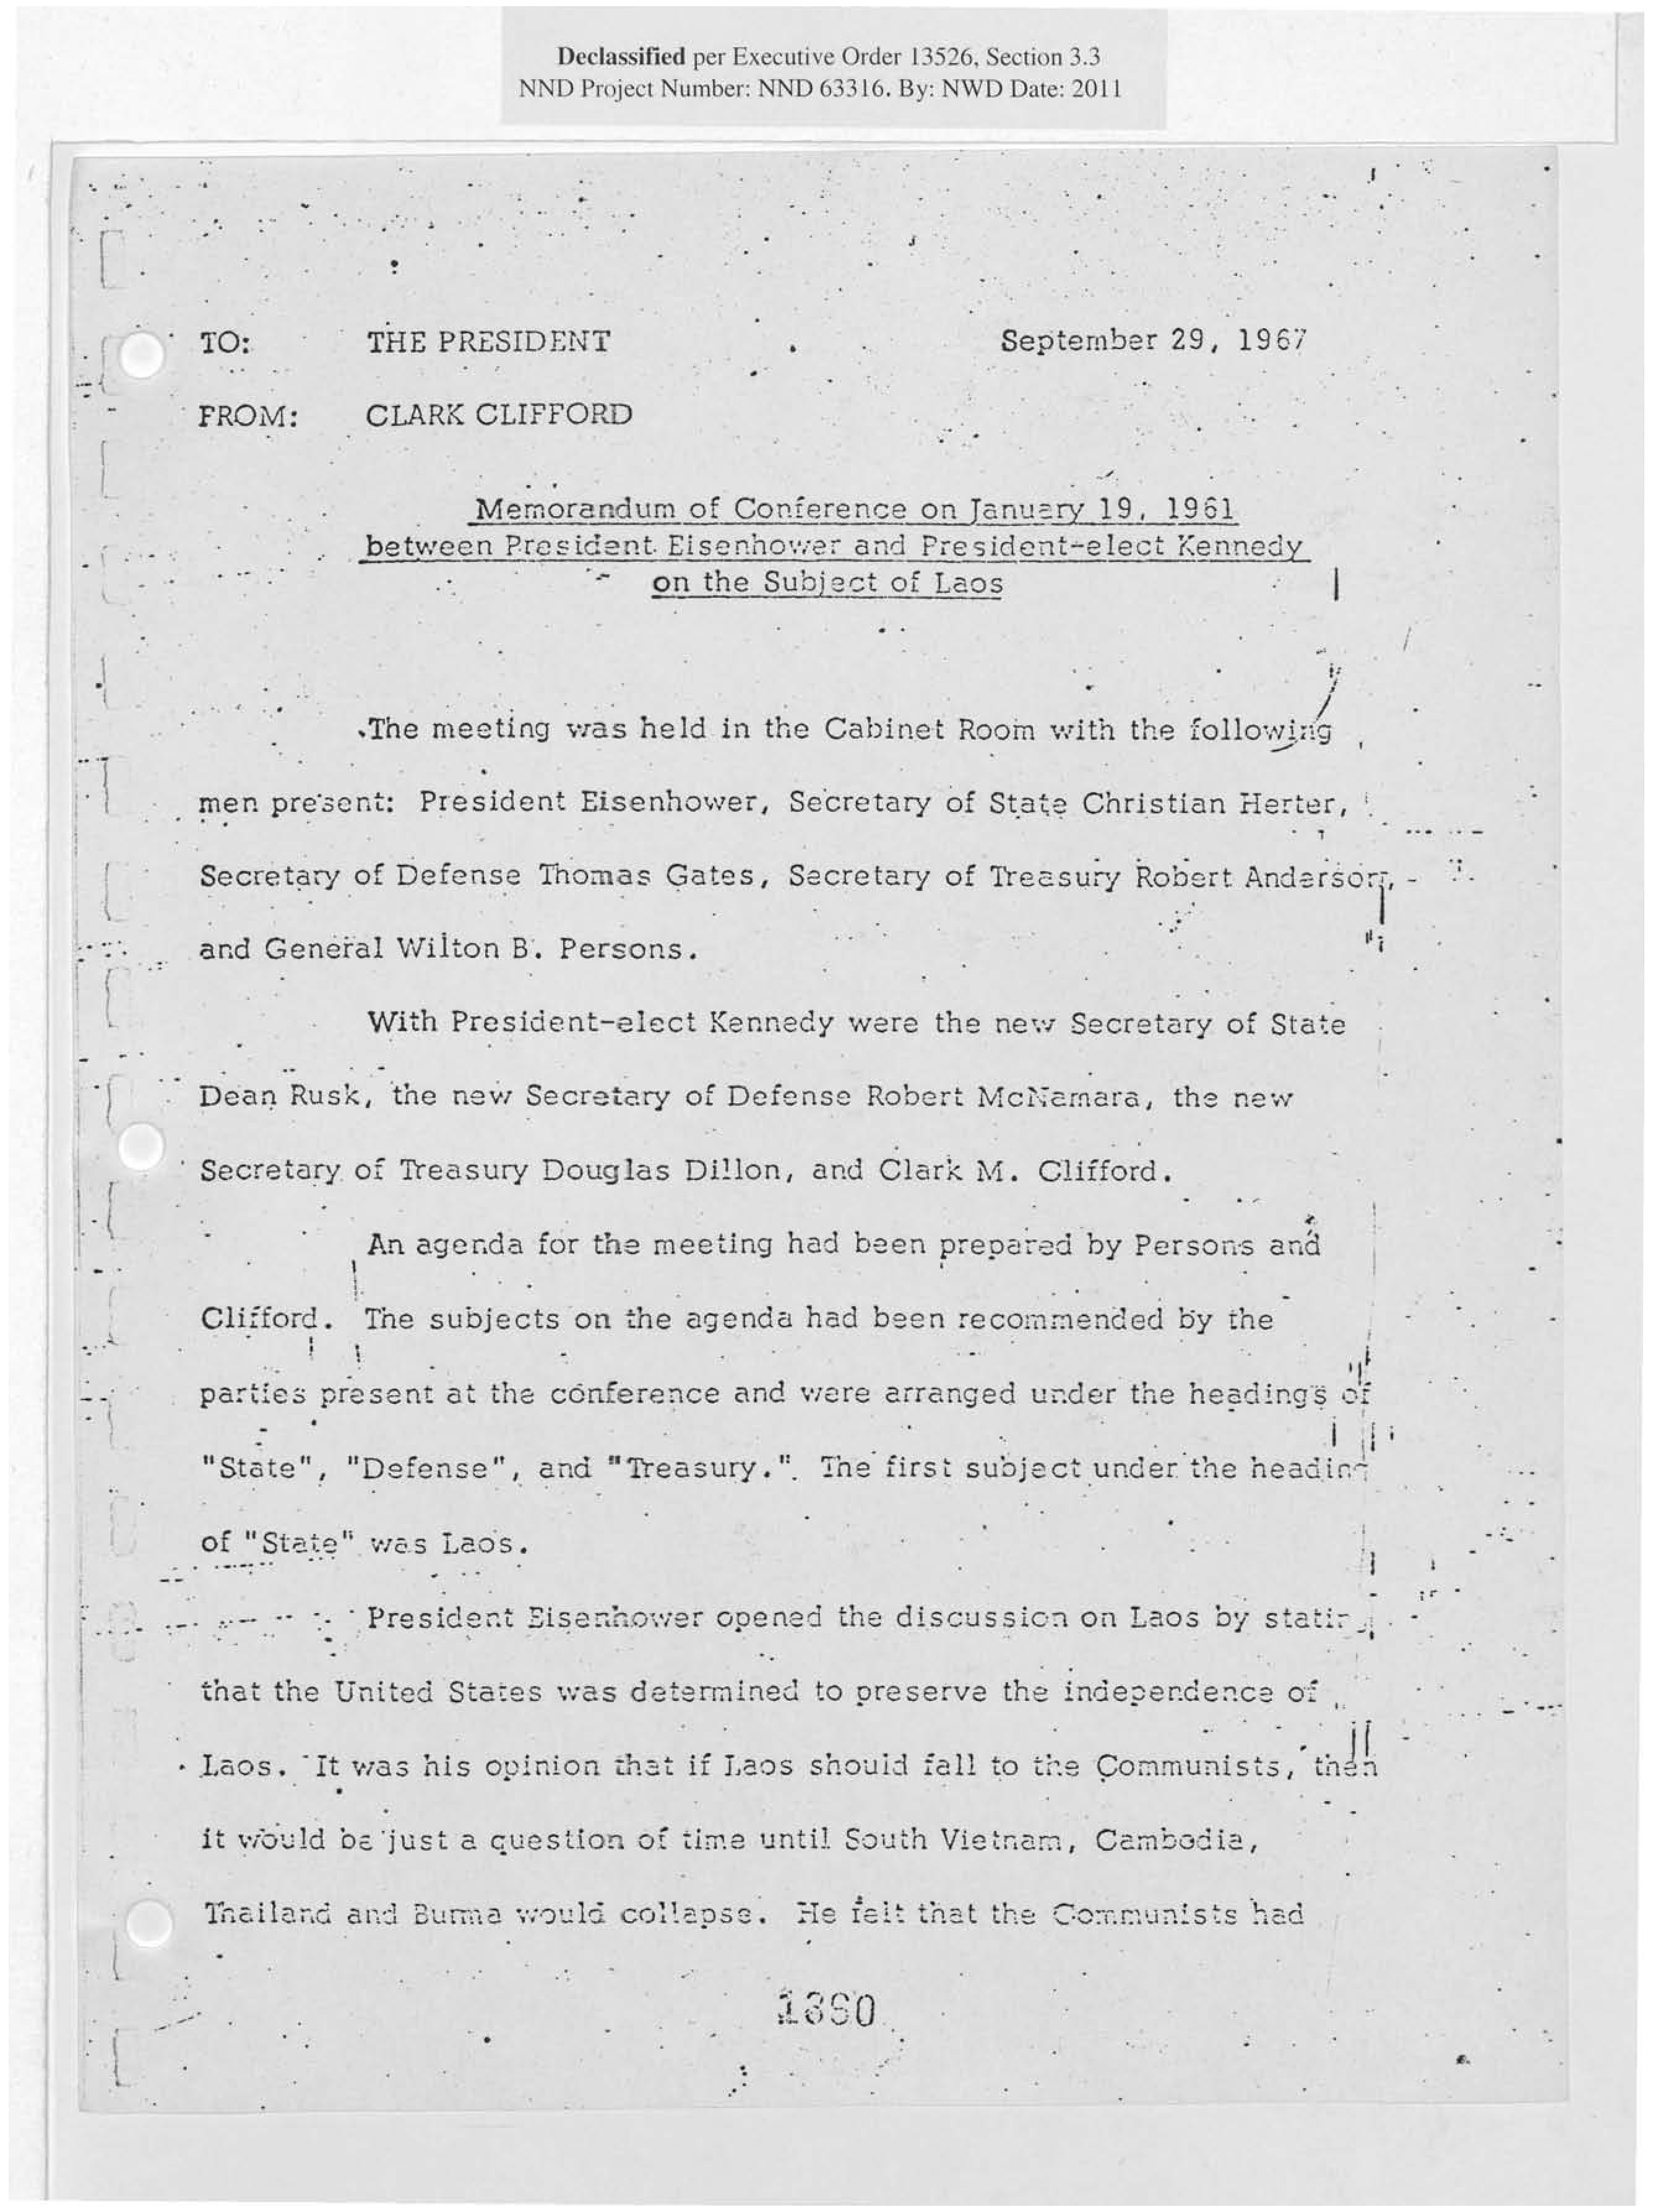 Declassified per Executive Order 13526, Section 3.3
NND Project Number: NND 63316. By: NWD Date: 2011
TO: THE PRESIDENT September 29, 1967
FROM: CLARK CLIFFORD
Memorandum of Conference on January 19, 1961
between President Eisenhower and President-elect Kennedy
on the Subject of Laos
The meeting was held in the Cabinet Room with the following
men present: President Eisenhower, Secretary of State Christian Herter,
Secretary of Defense Thomas Gates, Secretary of Treasury Robert Anderson,
and General Wilton B. Persons.
With President-elect Kennedy were the new Secretary of State
Dean Rusk, the new Secretary of Defense Robert McNamara, the new
Secretary of Treasury Douglas Dillon, and Clark M. Clifford.
An agenda for the meeting had been prepared by Persons and
Clifford. The subjects on the agenda had been recommended by the
parties present at the conference and were arranged under the headings of
"State", "Defense", and "Treasury." The first subject under the heading
of "State" was Laos.
President Eisenhower opened the discussion on Laos by stating
that the United States was determined to preserve the independence of
Laos. It was his opinion that if Laos should fall to the Communists, then
it would be just a question of time until South Vietnam, Cambodia,
Thailand and Burma would collapse. He felt that the Communists had